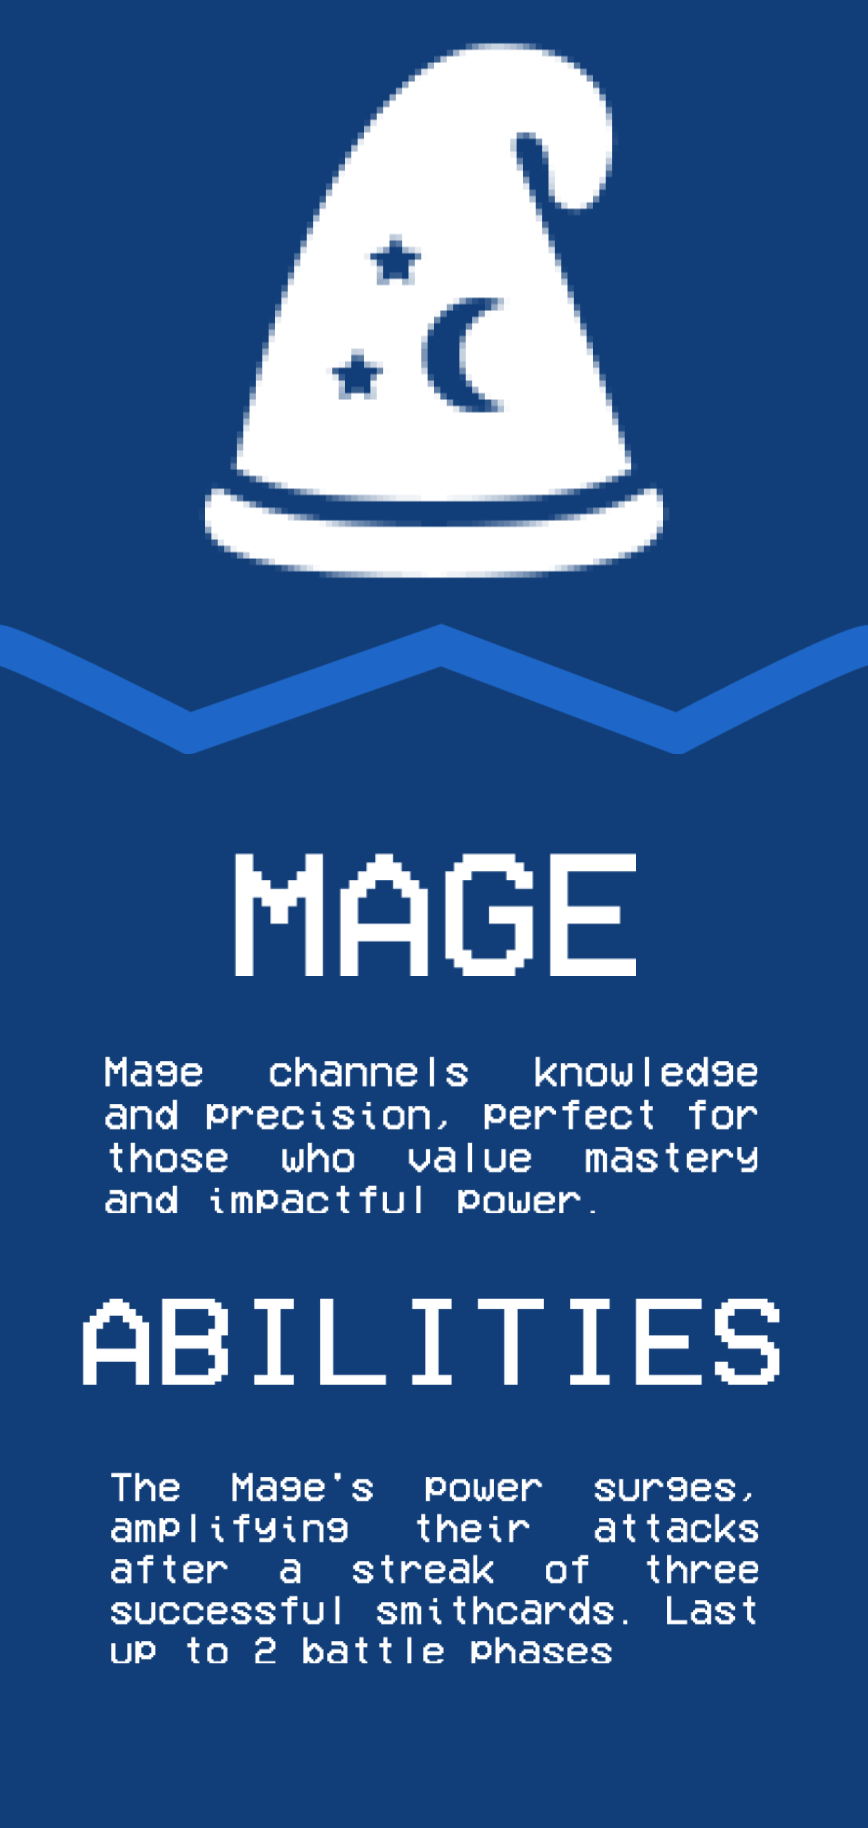 MAGE
Mage channels knowledge
and precision, perfect for
those who value mastery
and impactful power.
ABILITIES
The Mage's power surges,
amplifying their attacks
after a streak of three
successful smithcards. Last
up to 2 battle phases